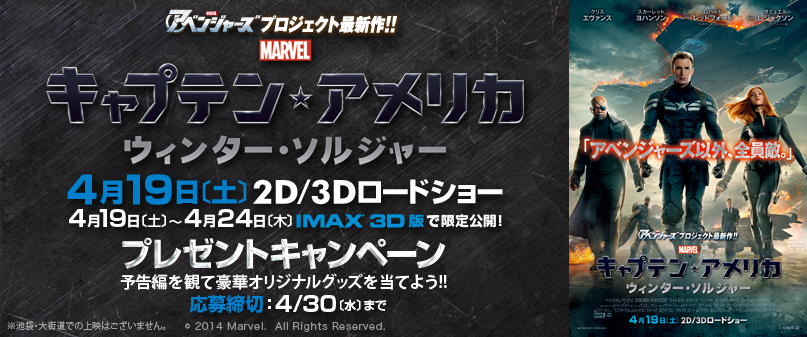 アベンジャーズ プロジェクト最新作!!
MARVEL
キャプテン★アメリカ
ウィンター・ソルジャー
4月19日〔土〕2D/3Dロードショー
4月19日〔土〕～4月24日〔木〕IMAX 3D版で限定公開!
プレゼントキャンペーン
予告編を観て豪華オリジナルグッズを当てよう!!
応募締切：4/30〔水〕まで
※池袋・大街道での上映はございません。 © 2014 Marvel. All Rights Reserved.
クリス エヴァンス
スカーレット ヨハンソン
ロバート レッドフォード
サミュエル・L.ジャクソン
「アベンジャーズ以外、全員敵。」
アベンジャーズ プロジェクト最新作!!
MARVEL
キャプテン★アメリカ
ウィンター・ソルジャー
4月19日〔土〕2D/3Dロードショー